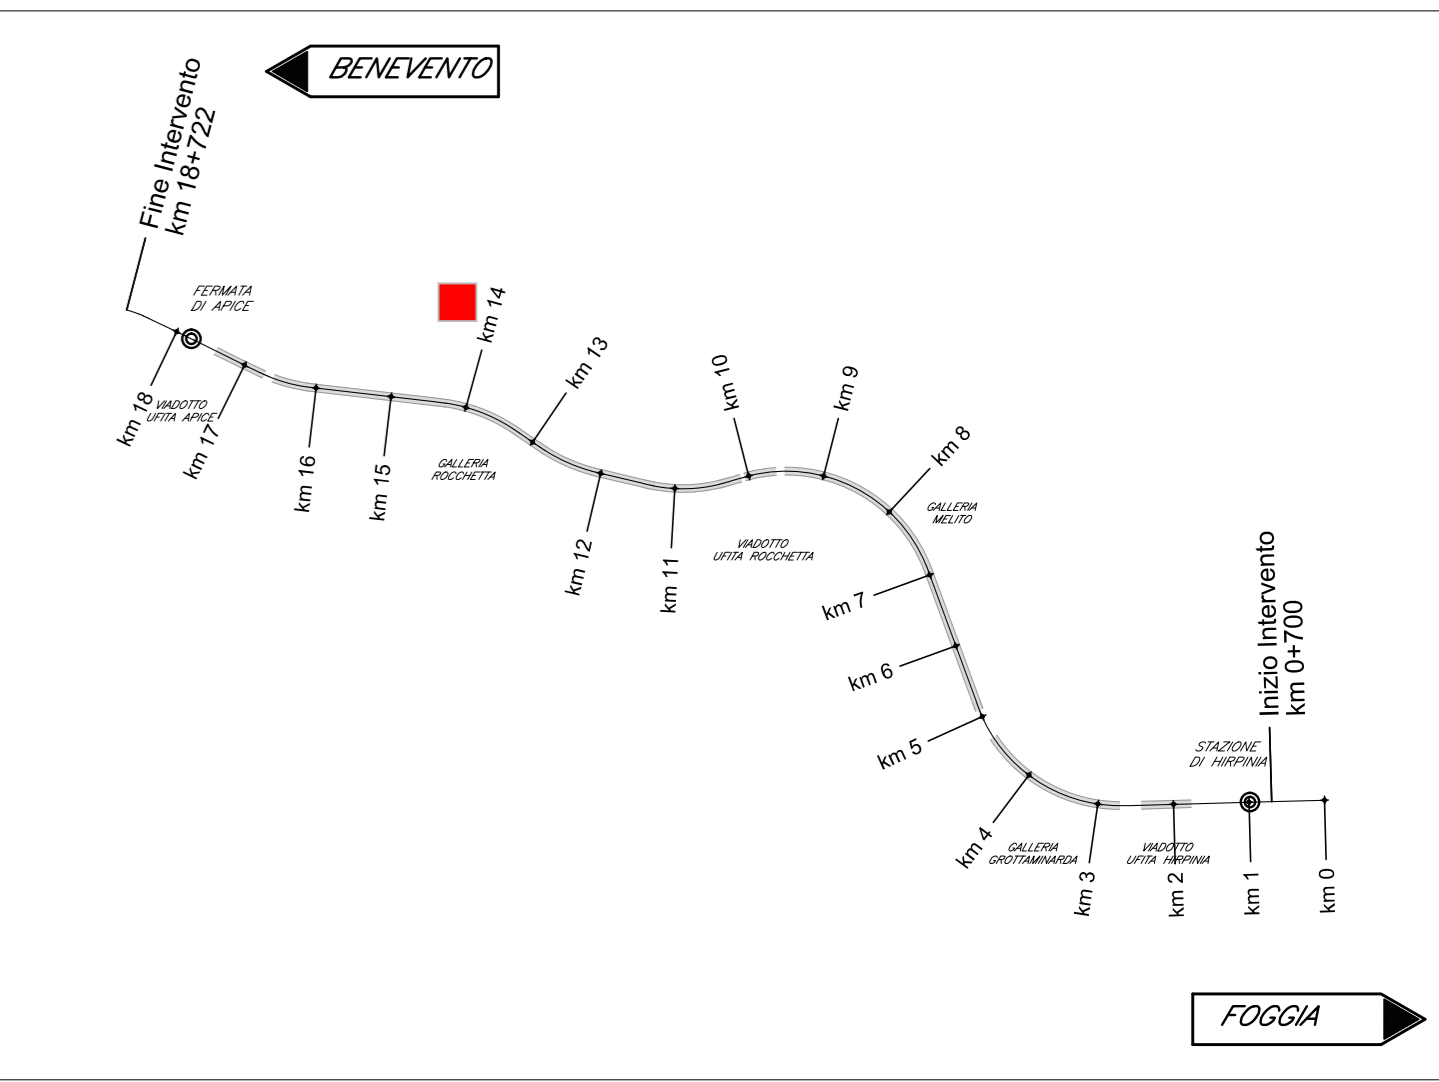 BENEVENTO
Fine Intervento
km 18+722
FERMATA
DI APICE
km 14
km 13
km 10
km 9
km 8
km 18
VIADOTTO
UFITA APICE
km 17
km 16
km 15
GALLERIA
ROCCHETTA
km 12
km 11
VIADOTTO
UFITA ROCCHETTA
GALLERIA
MELITO
km 7
km 6
km 5
Inizio Intervento
km 0+700
STAZIONE
DI HIRPINIA
km 4
GALLERIA
GROTTAMINARDA
VIADOTTO
UFITA HIRPINIA
km 3
km 2
km 1
km 0
FOGGIA